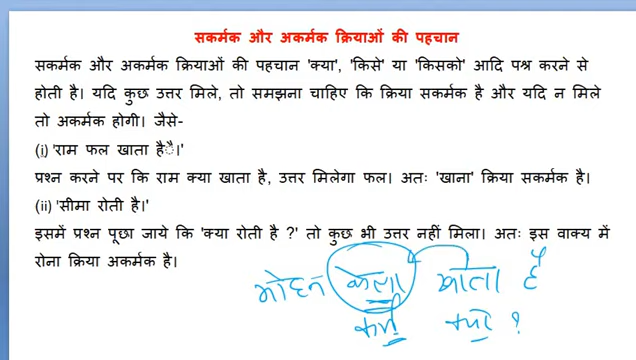 सकर्मक और अकर्मक क्रियाओं की पहचान
सकर्मक और अकर्मक क्रियाओं की पहचान 'क्या', 'किसे' या 'किसको' आदि पश्र करने से
होती है। यदि कुछ उत्तर मिले, तो समझना चाहिए कि क्रिया सकर्मक है और यदि न मिले
तो अकर्मक होगी। जैसे-
(i) 'राम फल खाता हैै।'
प्रश्न करने पर कि राम क्या खाता है, उत्तर मिलेगा फल। अतः 'खाना' क्रिया सकर्मक है।
(ii) 'सीमा रोती है।'
इसमें प्रश्न पूछा जाये कि 'क्या रोती है ?' तो कुछ भी उत्तर नहीं मिला। अतः इस वाक्य में
रोना क्रिया अकर्मक है।
मोहन केला खाता है
कर्म क्या ?